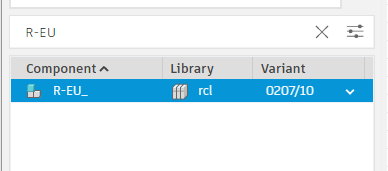 R-EU
Component Library Variant
R-EU_ rcl 0207/10